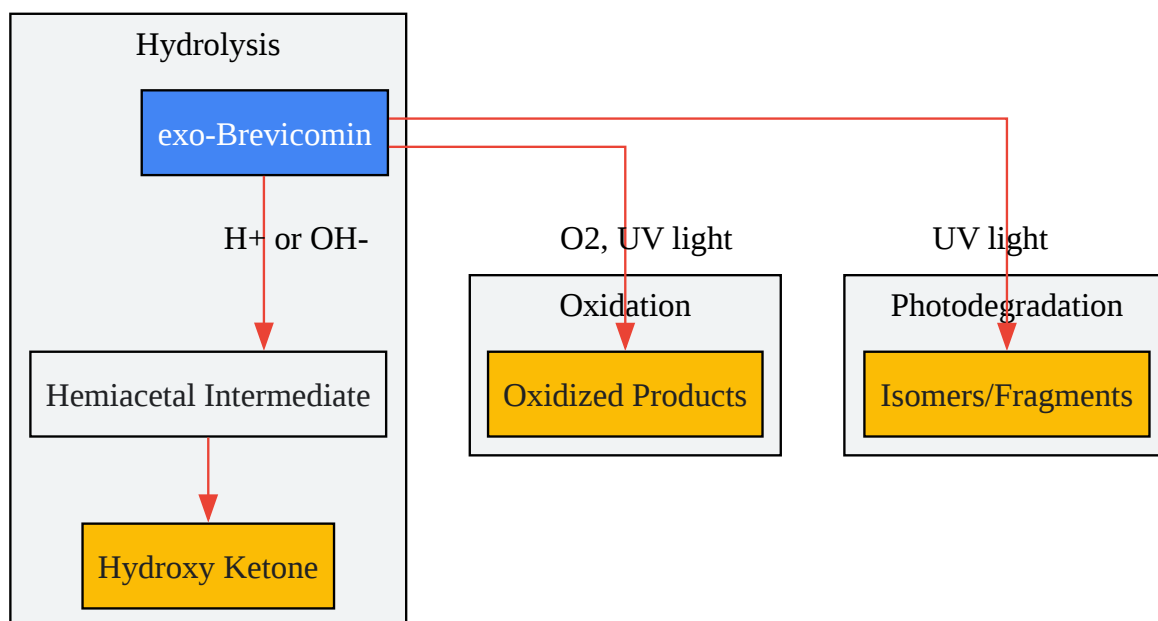 Hydrolysis
exo-Brevicomin
H+ or OH-
O2, UV light
UV light
Oxidation
Photodegradation
Hemiacetal Intermediate
Oxidized Products
Isomers/Fragments
Hydroxy Ketone